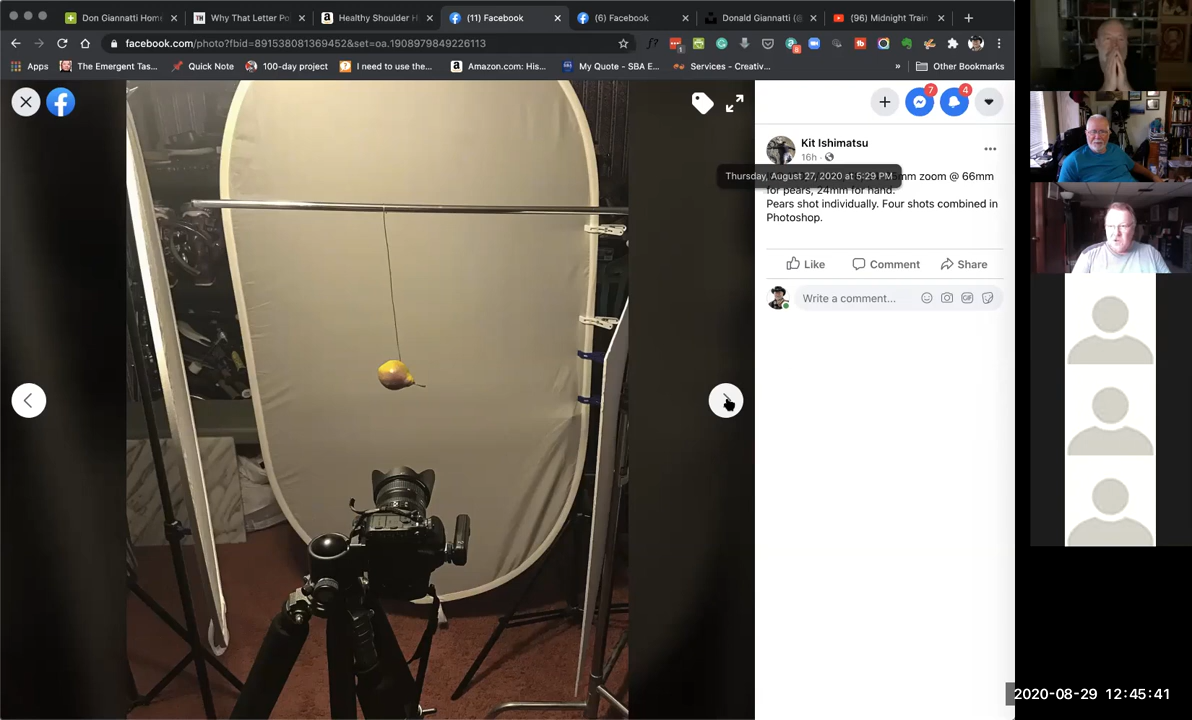 Don Giannatti Hom
Why That Letter Po
Healthy Shoulder H
(11) Facebook
(6) Facebook
Donald Giannatti (@
(96) Midnight Train
facebook.com/photo?fbid=891538081369452&set=oa.1908979849226113
Apps
The Emergent Tas...
Quick Note
100-day project
I need to use the...
Amazon.com: His...
My Quote - SBA E...
Services - Creativ...
»
Other Bookmarks
7
4
Kit Ishimatsu
16h
Thursday, August 27, 2020 at 5:29 PM
mm zoom @ 66mm
for pears, 24mm for hand.
Pears shot individually. Four shots combined in
Photoshop.
Like
Comment
Share
Write a comment...
2020-08-29 12:45:41